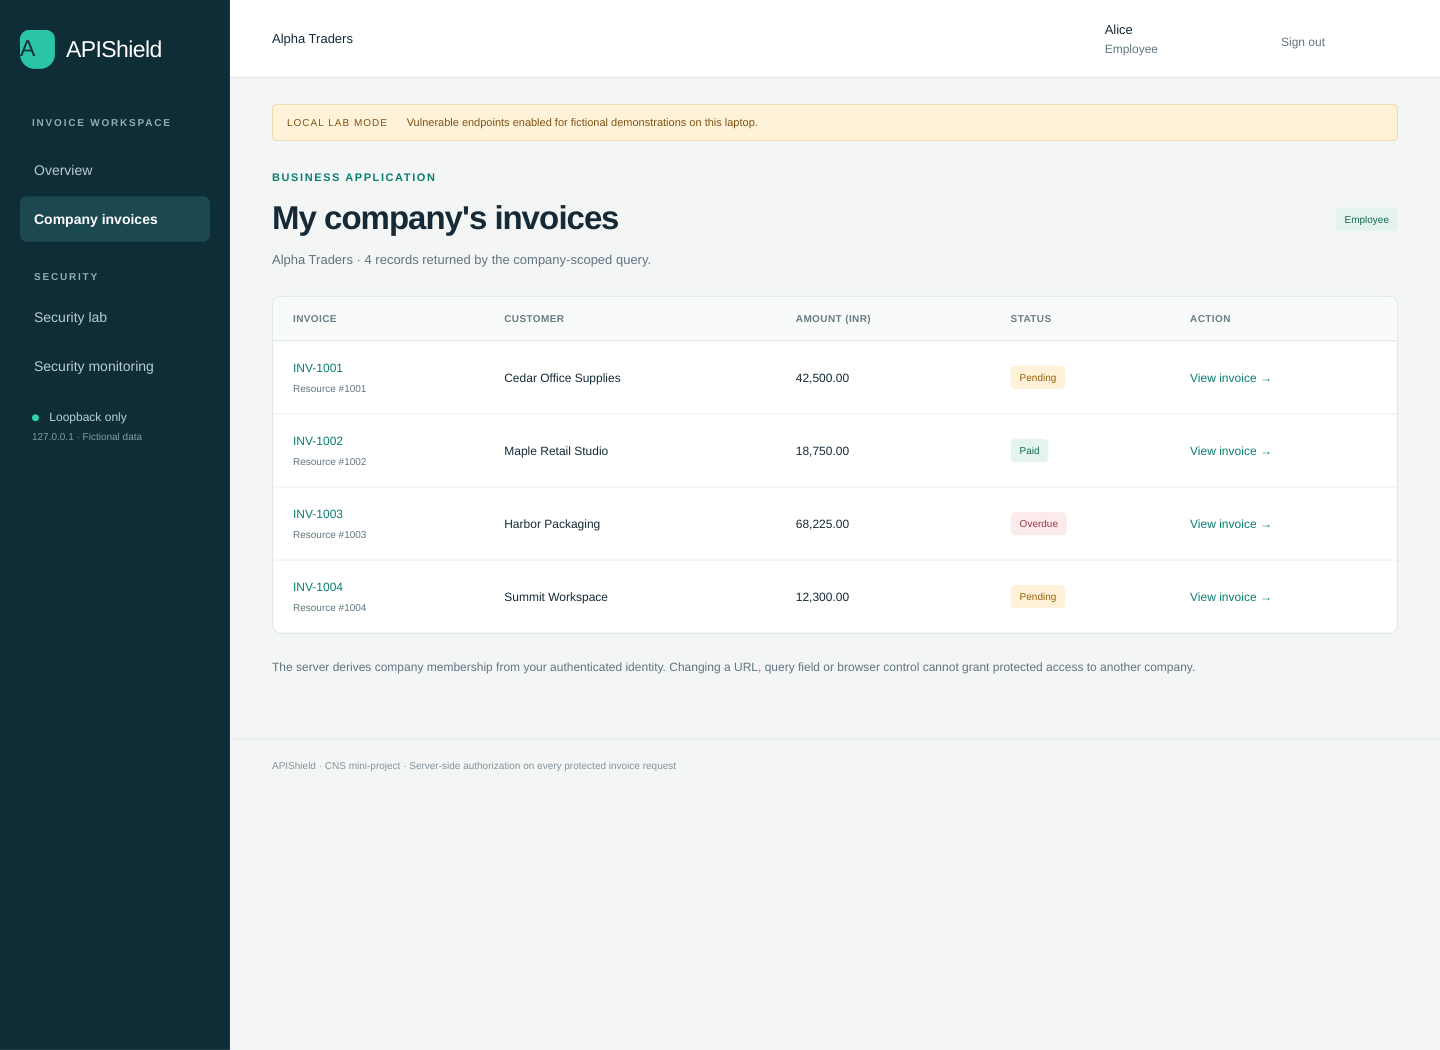 A APIShield
INVOICE WORKSPACE
Overview
Company invoices
SECURITY
Security lab
Security monitoring
Loopback only
127.0.0.1 · Fictional data
Alpha Traders
Alice
Employee
Sign out
LOCAL LAB MODE Vulnerable endpoints enabled for fictional demonstrations on this laptop.
BUSINESS APPLICATION
My company's invoices
Employee
Alpha Traders · 4 records returned by the company-scoped query.
INVOICE CUSTOMER AMOUNT (INR) STATUS ACTION
INV-1001
Resource #1001
Cedar Office Supplies 42,500.00 Pending View invoice →
INV-1002
Resource #1002
Maple Retail Studio 18,750.00 Paid View invoice →
INV-1003
Resource #1003
Harbor Packaging 68,225.00 Overdue View invoice →
INV-1004
Resource #1004
Summit Workspace 12,300.00 Pending View invoice →
The server derives company membership from your authenticated identity. Changing a URL, query field or browser control cannot grant protected access to another company.
APIShield · CNS mini-project · Server-side authorization on every protected invoice request